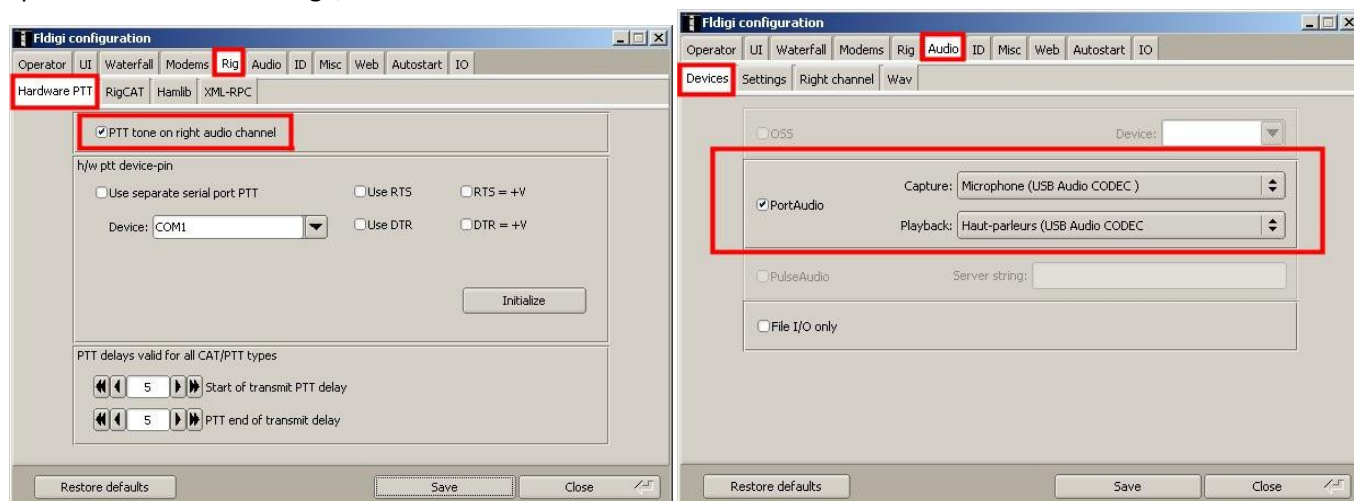 Fldigi configuration
Operator UI Waterfall Modems Rig Audio ID Misc Web Autostart IO
Hardware PTT RigCAT Hamlib XML-RPC
PTT tone on right audio channel
h/w ptt device-pin
Use separate serial port PTT Use RTS RTS = +V
Device: COM1 Use DTR DTR = +V
Initialize
PTT delays valid for all CAT/PTT types
5 Start of transmit PTT delay
5 PTT end of transmit delay
Restore defaults Save Close
Fldigi configuration
Operator UI Waterfall Modems Rig Audio ID Misc Web Autostart IO
Devices Settings Right channel Wav
OSS Device:
Capture: Microphone (USB Audio CODEC )
PortAudio
Playback: Haut-parleurs (USB Audio CODEC
PulseAudio Server string:
File I/O only
Restore defaults Save Close